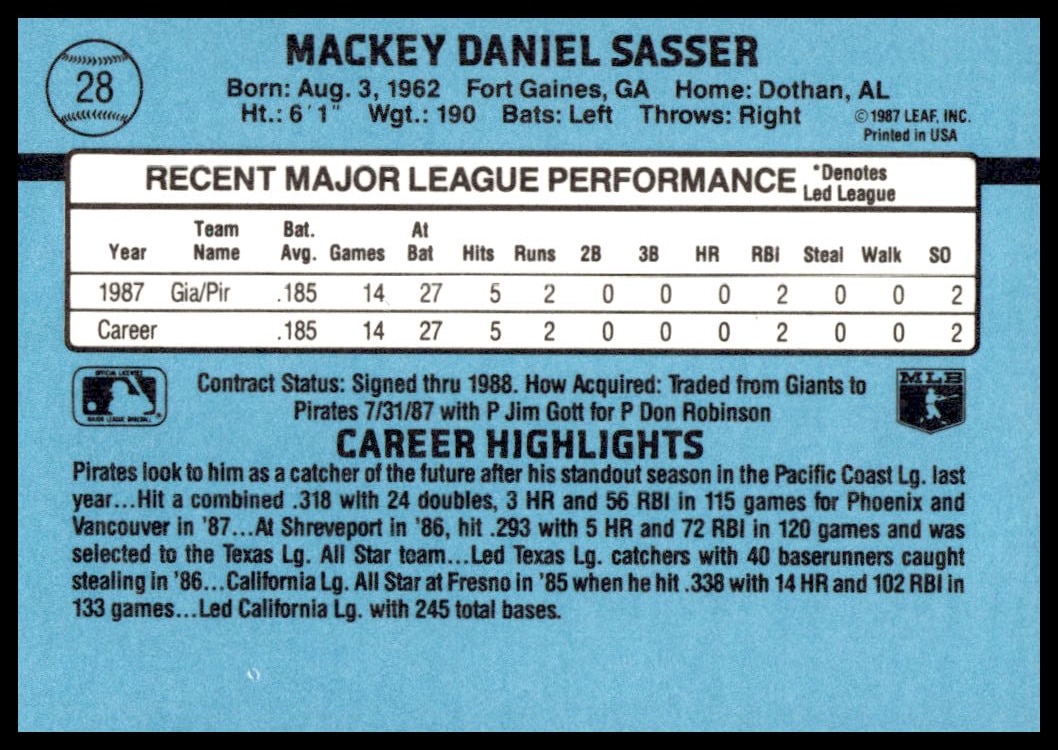 28
MACKEY DANIEL SASSER
Born: Aug. 3, 1962 Fort Gaines, GA Home: Dothan, AL
Ht.: 6'1" Wgt.: 190 Bats: Left Throws: Right
©1987 LEAF, INC.
Printed in USA
RECENT MAJOR LEAGUE PERFORMANCE *Denotes Led League
Year Team Name Bat. Avg. Games At Bat Hits Runs 2B 3B HR RBI Steal Walk SO
1987 Gia/Pir .185 14 27 5 2 0 0 0 2 0 0 2
Career .185 14 27 5 2 0 0 0 2 0 0 2
OFFICIAL LICENSEE
MAJOR LEAGUE BASEBALL
Contract Status: Signed thru 1988. How Acquired: Traded from Giants to
Pirates 7/31/87 with P Jim Gott for P Don Robinson
MLB
CAREER HIGHLIGHTS
Pirates look to him as a catcher of the future after his standout season in the Pacific Coast Lg. last
year...Hit a combined .318 with 24 doubles, 3 HR and 56 RBI in 115 games for Phoenix and
Vancouver in '87...At Shreveport in '86, hit .293 with 5 HR and 72 RBI in 120 games and was
selected to the Texas Lg. All Star team...Led Texas Lg. catchers with 40 baserunners caught
stealing in '86...California Lg. All Star at Fresno in '85 when he hit .338 with 14 HR and 102 RBI in
133 games...Led California Lg. with 245 total bases.